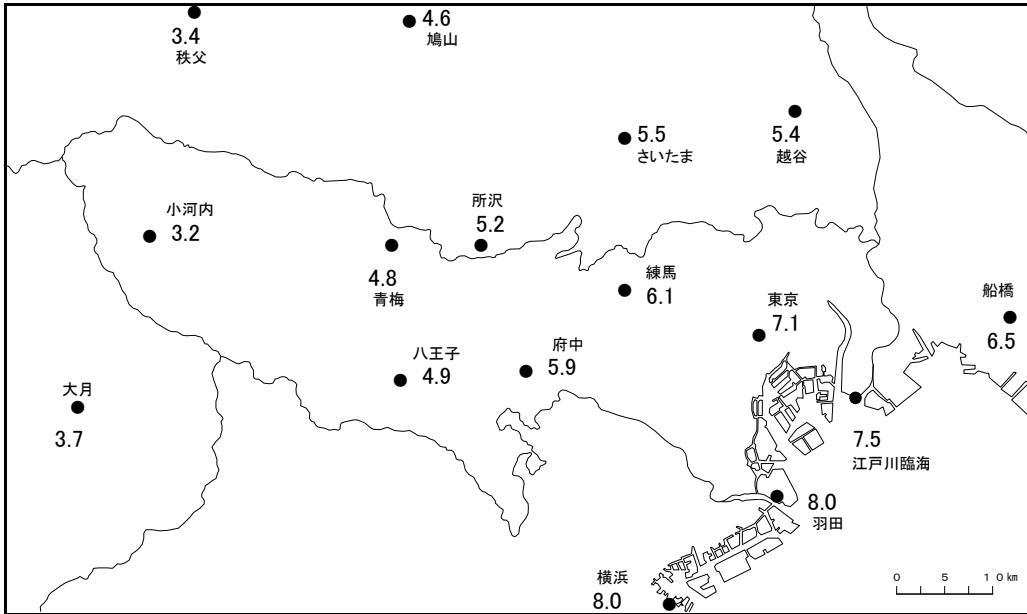 3.4
秩父
4.6
鳩山
5.5
さいたま
5.4
越谷
小河内
3.2
所沢
5.2
4.8
青梅
練馬
6.1
東京
7.1
船橋
6.5
八王子
4.9
府中
5.9
大月
3.7
7.5
江戸川臨海
8.0
羽田
横浜
8.0
0 5 10km